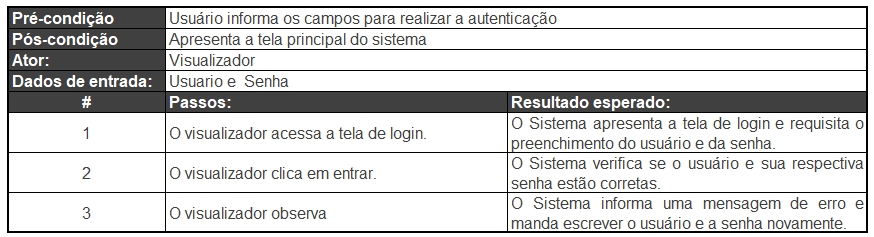 Pré-condição Usuário informa os campos para realizar a autenticação
Pós-condição Apresenta a tela principal do sistema
Ator: Visualizador
Dados de entrada: Usuario e Senha
# Passos: Resultado esperado:
1 O visualizador acessa a tela de login. O Sistema apresenta a tela de login e requisita o
preenchimento do usuário e da senha.
2 O visualizador clica em entrar. O Sistema verifica se o usuário e sua respectiva
senha estão corretas.
3 O visualizador observa O Sistema informa uma mensagem de erro e
manda escrever o usuário e a senha novamente.